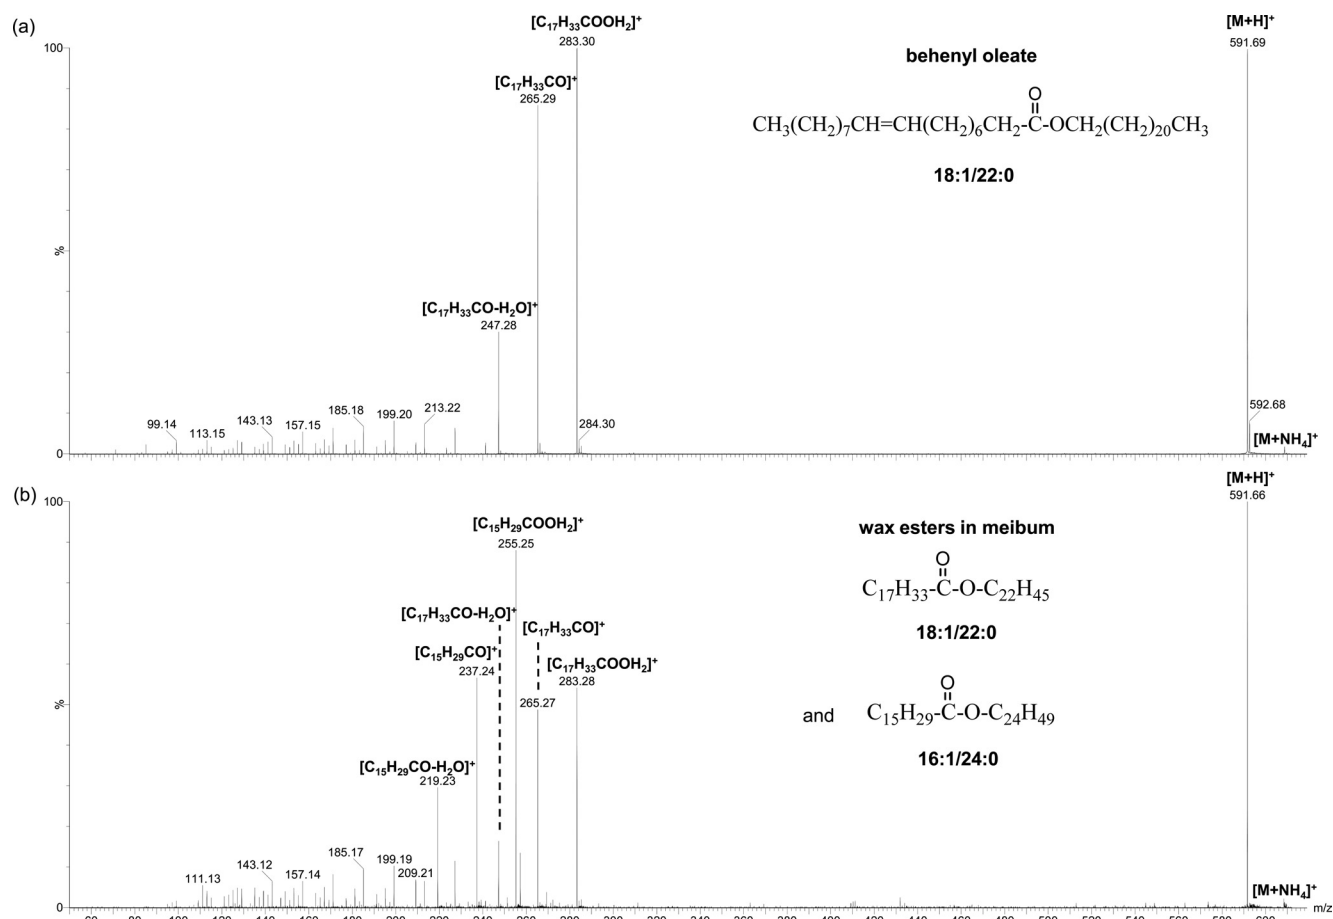 (a)
[C₁₇H₃₃COOH₂]⁺
283.30
[M+H]⁺
591.69
100
[C₁₇H₃₃CO]⁺
265.29
behenyl oleate
O
CH₃(CH₂)₇CH=CH(CH₂)₆CH₂-C-OCH₂(CH₂)₂₀CH₃
18:1/22:0
%
[C₁₇H₃₃CO-H₂O]⁺
247.28
99.14
113.15
143.13
157.15
185.18
199.20
213.22
284.30
592.68
[M+NH₄]⁺
0
(b)
[M+H]⁺
591.66
100
[C₁₅H₂₉COOH₂]⁺
255.25
wax esters in meibum
O
C₁₇H₃₃-C-O-C₂₂H₄₅
18:1/22:0
[C₁₇H₃₃CO-H₂O]⁺
[C₁₇H₃₃CO]⁺
265.27
[C₁₅H₂₉CO]⁺
237.24
[C₁₇H₃₃COOH₂]⁺
283.28
%
O
and C₁₅H₂₉-C-O-C₂₄H₄₉
16:1/24:0
[C₁₅H₂₉CO-H₂O]⁺
219.23
111.13
143.12
157.14
185.17
199.19
209.21
[M+NH₄]⁺
0
m/z